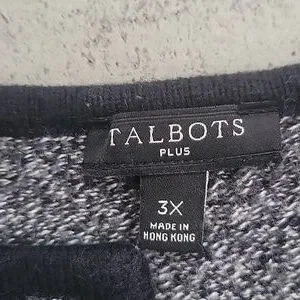 TALBOTS
PLUS
3X
MADE IN
HONG KONG